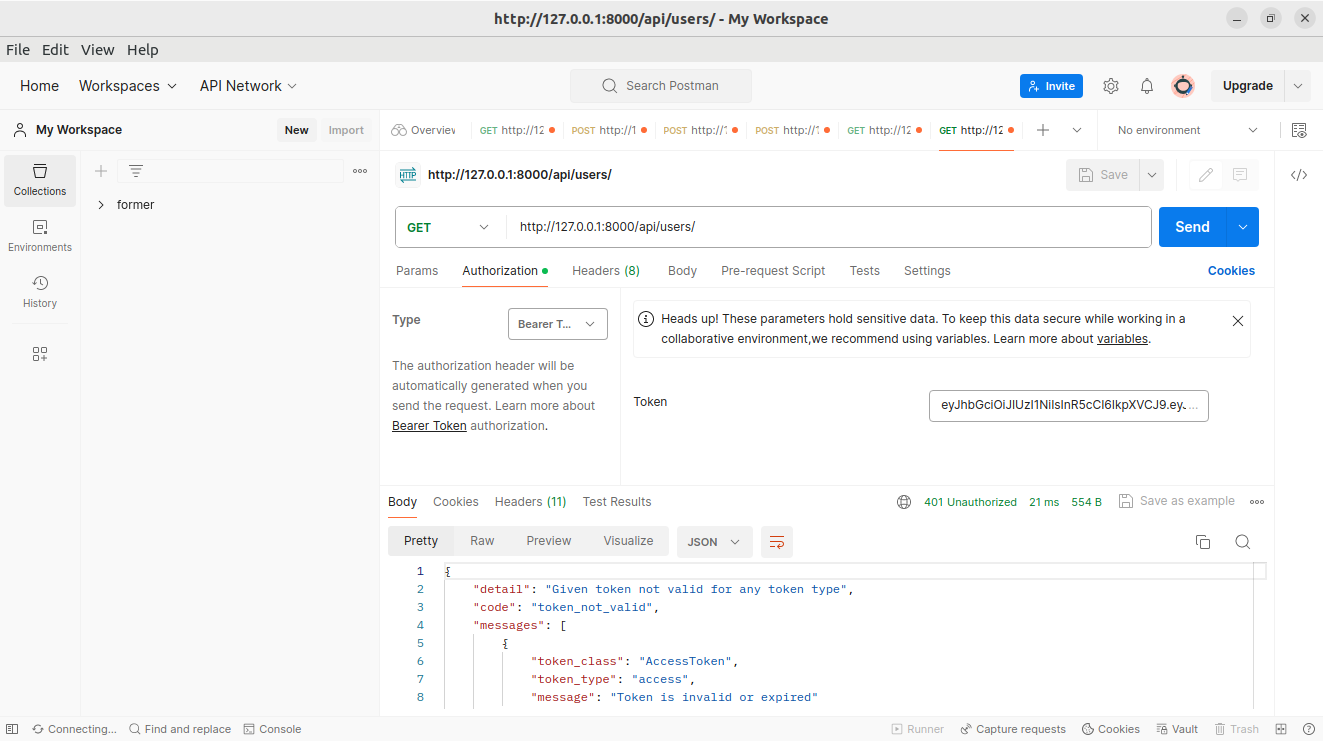 http://127.0.0.1:8000/api/users/ - My Workspace
File Edit View Help
Home Workspaces API Network Search Postman Invite Upgrade
My Workspace New Import Overview GET http://12 POST http://1 POST http://1 POST http://1 GET http://12 GET http://12 No environment
Collections
Environments
History
former
HTTP http://127.0.0.1:8000/api/users/ Save
GET http://127.0.0.1:8000/api/users/ Send
Params Authorization Headers (8) Body Pre-request Script Tests Settings Cookies
Type Bearer T...
The authorization header will be
automatically generated when you
send the request. Learn more about
Bearer Token authorization.
Heads up! These parameters hold sensitive data. To keep this data secure while working in a
collaborative environment,we recommend using variables. Learn more about variables.
Token eyJhbGciOiJIUzI1NiIsInR5cCI6IkpXVCJ9.eyJ...
Body Cookies Headers (11) Test Results 401 Unauthorized 21 ms 554 B Save as example
Pretty Raw Preview Visualize JSON
1 {
2 "detail": "Given token not valid for any token type",
3 "code": "token_not_valid",
4 "messages": [
5 {
6 "token_class": "AccessToken",
7 "token_type": "access",
8 "message": "Token is invalid or expired"
Connecting... Find and replace Console Runner Capture requests Cookies Vault Trash